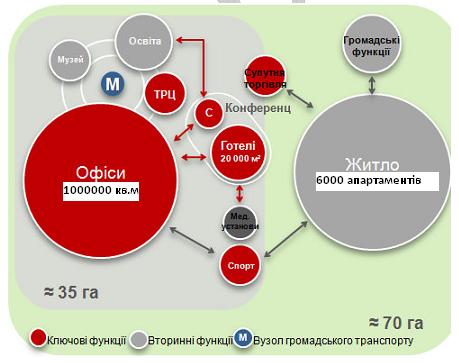 Освіта
Громадські
функції
Музей
М
ТРЦ
Супутня
торгівля
С
Конференц
Готелі
20 000 м²
Офіси
1000000 кв.м
Житло
6000 апартаментів
Мед.
установи
Спорт
≈ 35 га
≈ 70 га
Ключові функції
Вторинні функції
М
Вузол громадського транспорту